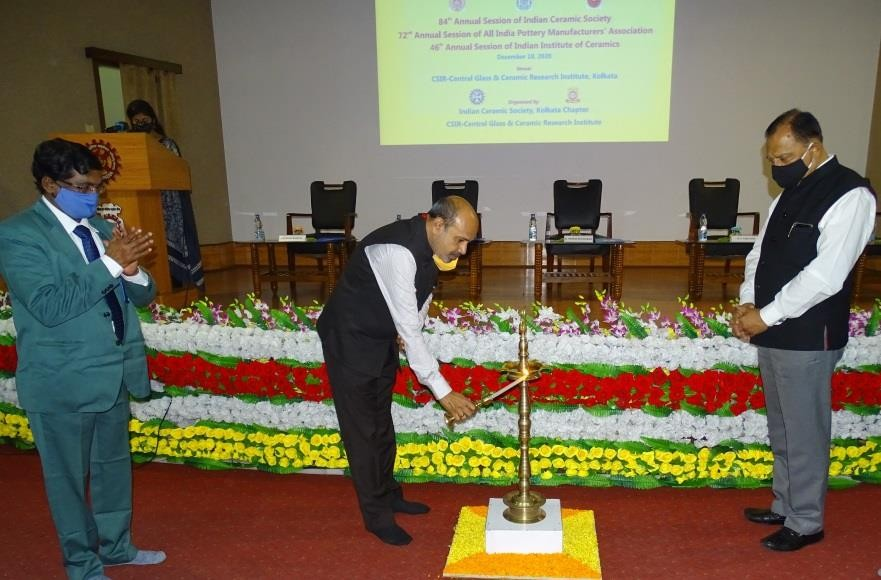 84th Annual Session of Indian Ceramic Society
72nd Annual Session of All India Pottery Manufacturers' Association
46th Annual Session of Indian Institute of Ceramics
December 18, 2020
Venue:
CSIR-Central Glass & Ceramic Research Institute, Kolkata
Organised by
Indian Ceramic Society, Kolkata Chapter
CSIR-Central Glass & Ceramic Research Institute